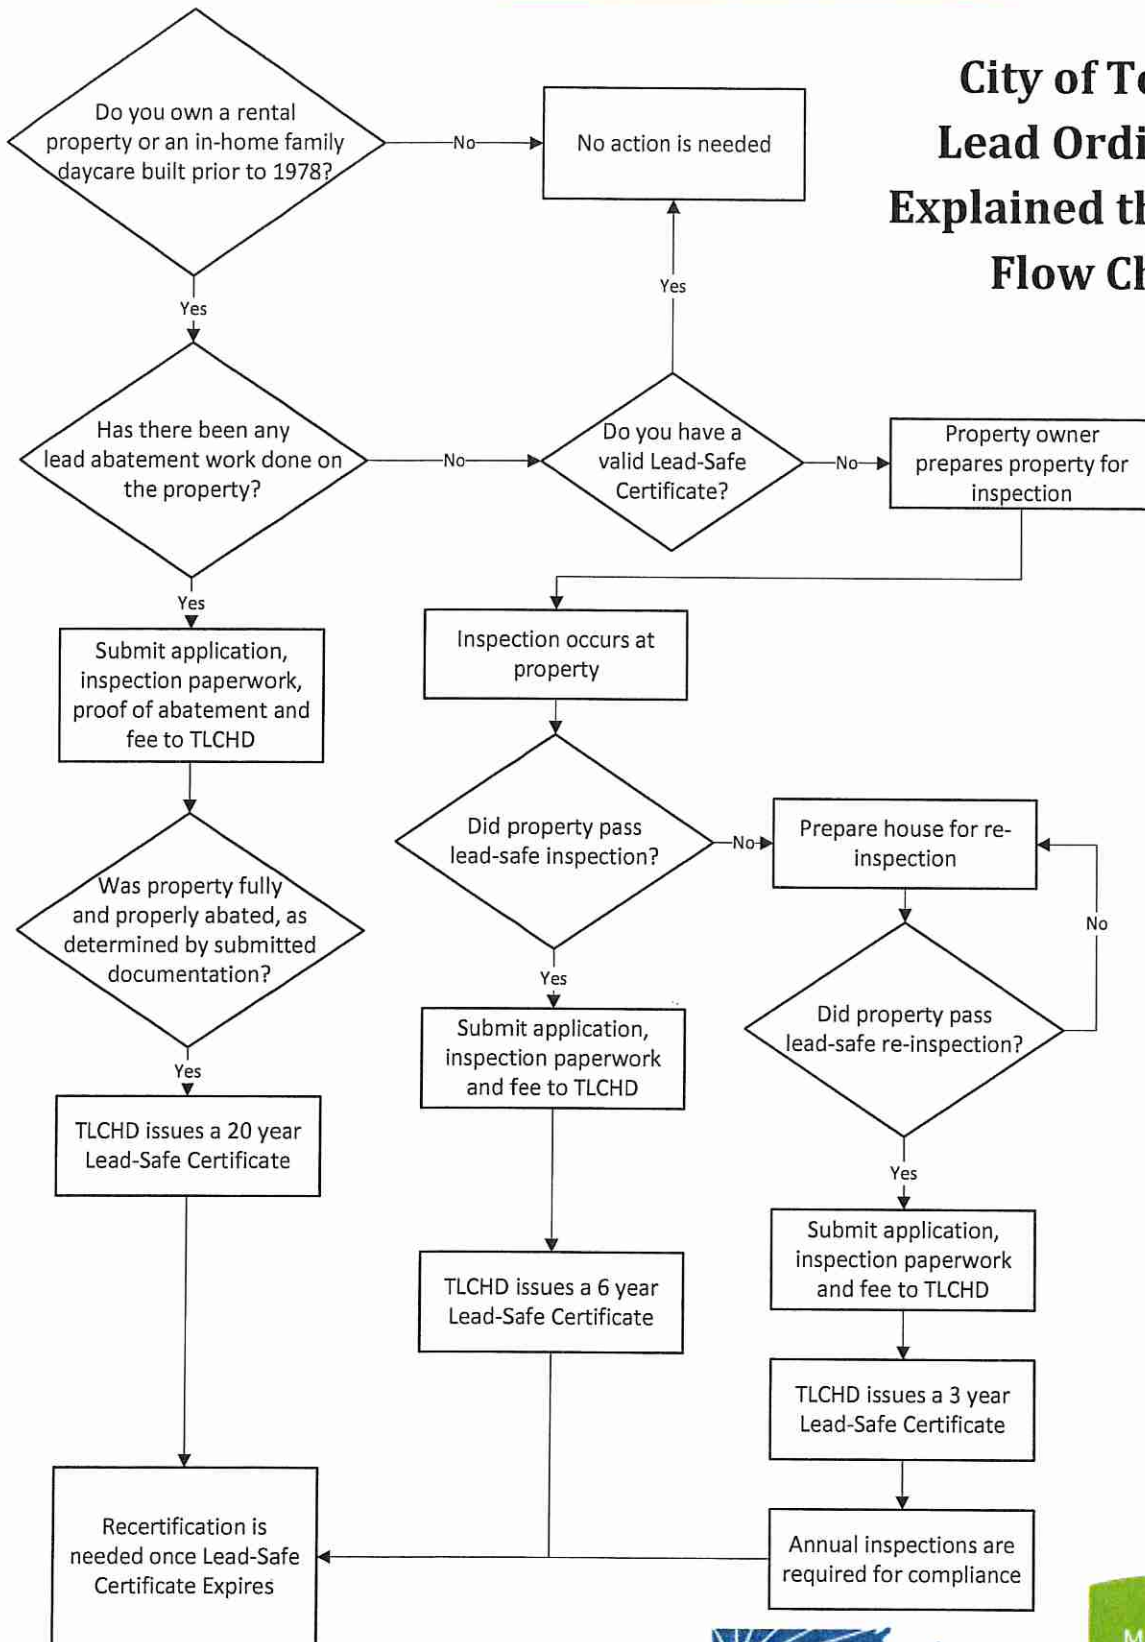 City of To
Lead Ordi
Explained th
Flow Ch
Do you own a rental
property or an in-home family
daycare built prior to 1978?
No
No action is needed
Yes
Yes
Has there been any
lead abatement work done on
the property?
No
Do you have a
valid Lead-Safe
Certificate?
No
Property owner
prepares property for
inspection
Yes
Submit application,
inspection paperwork,
proof of abatement and
fee to TLCHD
Inspection occurs at
property
Did property pass
lead-safe inspection?
No
Prepare house for re-
inspection
Was property fully
and properly abated, as
determined by submitted
documentation?
No
Yes
Did property pass
lead-safe re-inspection?
Submit application,
inspection paperwork
and fee to TLCHD
Yes
TLCHD issues a 20 year
Lead-Safe Certificate
Yes
Submit application,
inspection paperwork
and fee to TLCHD
TLCHD issues a 6 year
Lead-Safe Certificate
TLCHD issues a 3 year
Lead-Safe Certificate
Recertification is
needed once Lead-Safe
Certificate Expires
Annual inspections are
required for compliance
M